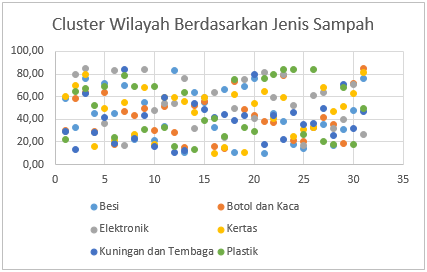 Cluster Wilayah Berdasarkan Jenis Sampah
100,00
80,00
60,00
40,00
20,00
0,00
0 5 10 15 20 25 30 35
Besi Botol dan Kaca
Elektronik Kertas
Kuningan dan Tembaga Plastik